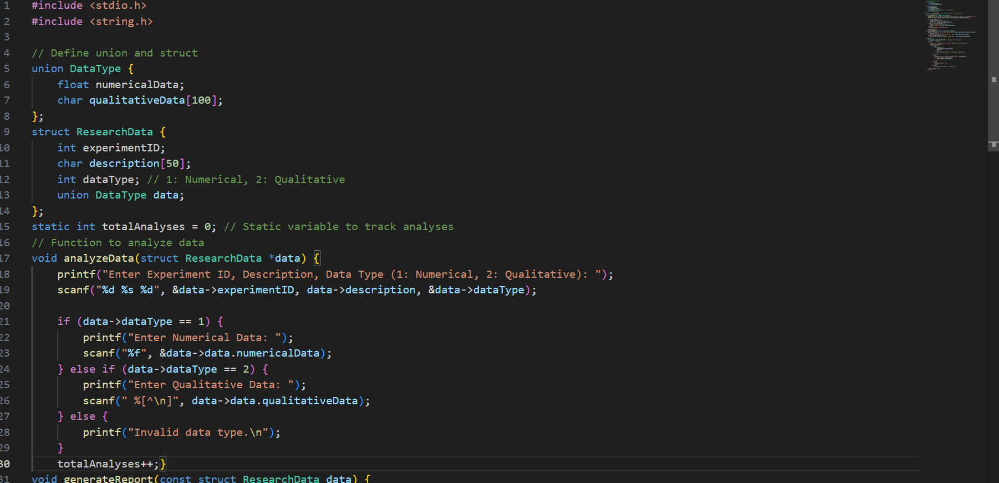 1 #include <stdio.h>
2 #include <string.h>
3
4 // Define union and struct
5 union DataType {
6     float numericalData;
7     char qualitativeData[100];
8 };
9 struct ResearchData {
10     int experimentID;
11     char description[50];
12     int dataType; // 1: Numerical, 2: Qualitative
13     union DataType data;
14 };
15 static int totalAnalyses = 0; // Static variable to track analyses
16 // Function to analyze data
17 void analyzeData(struct ResearchData *data) {
18     printf("Enter Experiment ID, Description, Data Type (1: Numerical, 2: Qualitative): ");
19     scanf("%d %s %d", &data->experimentID, data->description, &data->dataType);
20
21     if (data->dataType == 1) {
22         printf("Enter Numerical Data: ");
23         scanf("%f", &data->data.numericalData);
24     } else if (data->dataType == 2) {
25         printf("Enter Qualitative Data: ");
26         scanf(" %[^\n]", data->data.qualitativeData);
27     } else {
28         printf("Invalid data type.\n");
29     }
30     totalAnalyses++;}
31 void generateReport(const struct ResearchData data) {